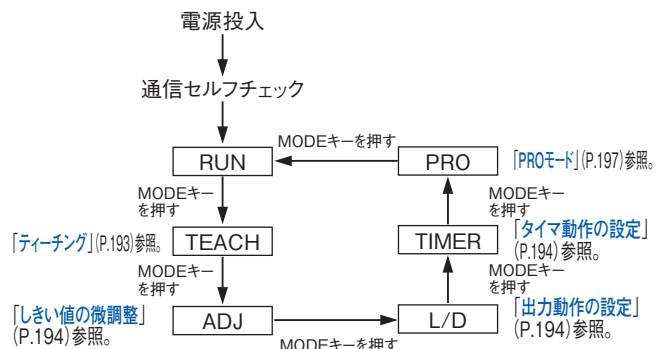 電源投入
通信セルフチェック
MODEキーを押す
RUN
PRO
「PROモード」(P.197)参照。
MODEキー
を押す
MODEキー
を押す
「ティーチング」(P.193)参照。
TEACH
TIMER
「タイマ動作の設定」
(P.194)参照。
MODEキー
を押す
MODEキー
を押す
「しきい値の微調整」
(P.194)参照。
ADJ
L/D
「出力動作の設定」
(P.194)参照。
MODEキーを押す